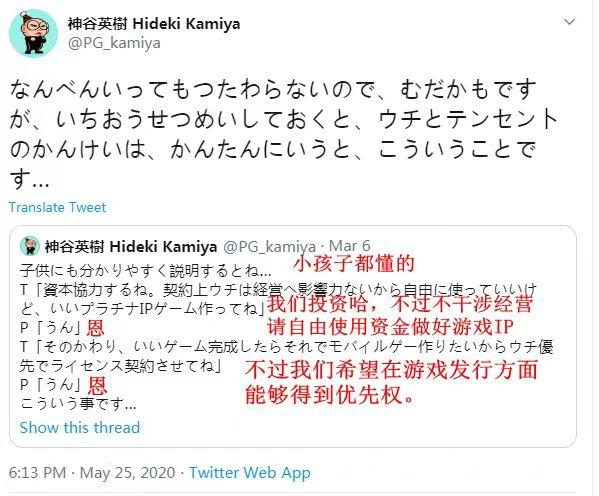 神谷英樹 Hideki Kamiya
@PG_kamiya
なんべんいってもつたわらないので、むだかもです
が、いちおうせつめいしておくと、ウチとテンセント
のかんけいは、かんたんにいうと、こういうことで
す...
Translate Tweet
神谷英樹 Hideki Kamiya @PG_kamiya · Mar 6
子供にも分かりやすく説明するとね... 小孩子都懂的
T「資本協力するね。契約上ウチは経営へ影響力ないから自由に使っていいけ
ど、いいプラチナIPゲーム作ってね」 我们投资哈，不过不干涉经营
P「うん」 恩 请自由使用资金做好游戏IP
T「そのかわり、いいゲーム完成したらそれでモバイルゲー作りたいからウチ優
先でライセンス契約させてね」 不过我们希望在游戏发行方面
P「うん」 恩 能够得到优先权。
こういう事です...
Show this thread
6:13 PM · May 25, 2020 · Twitter Web App